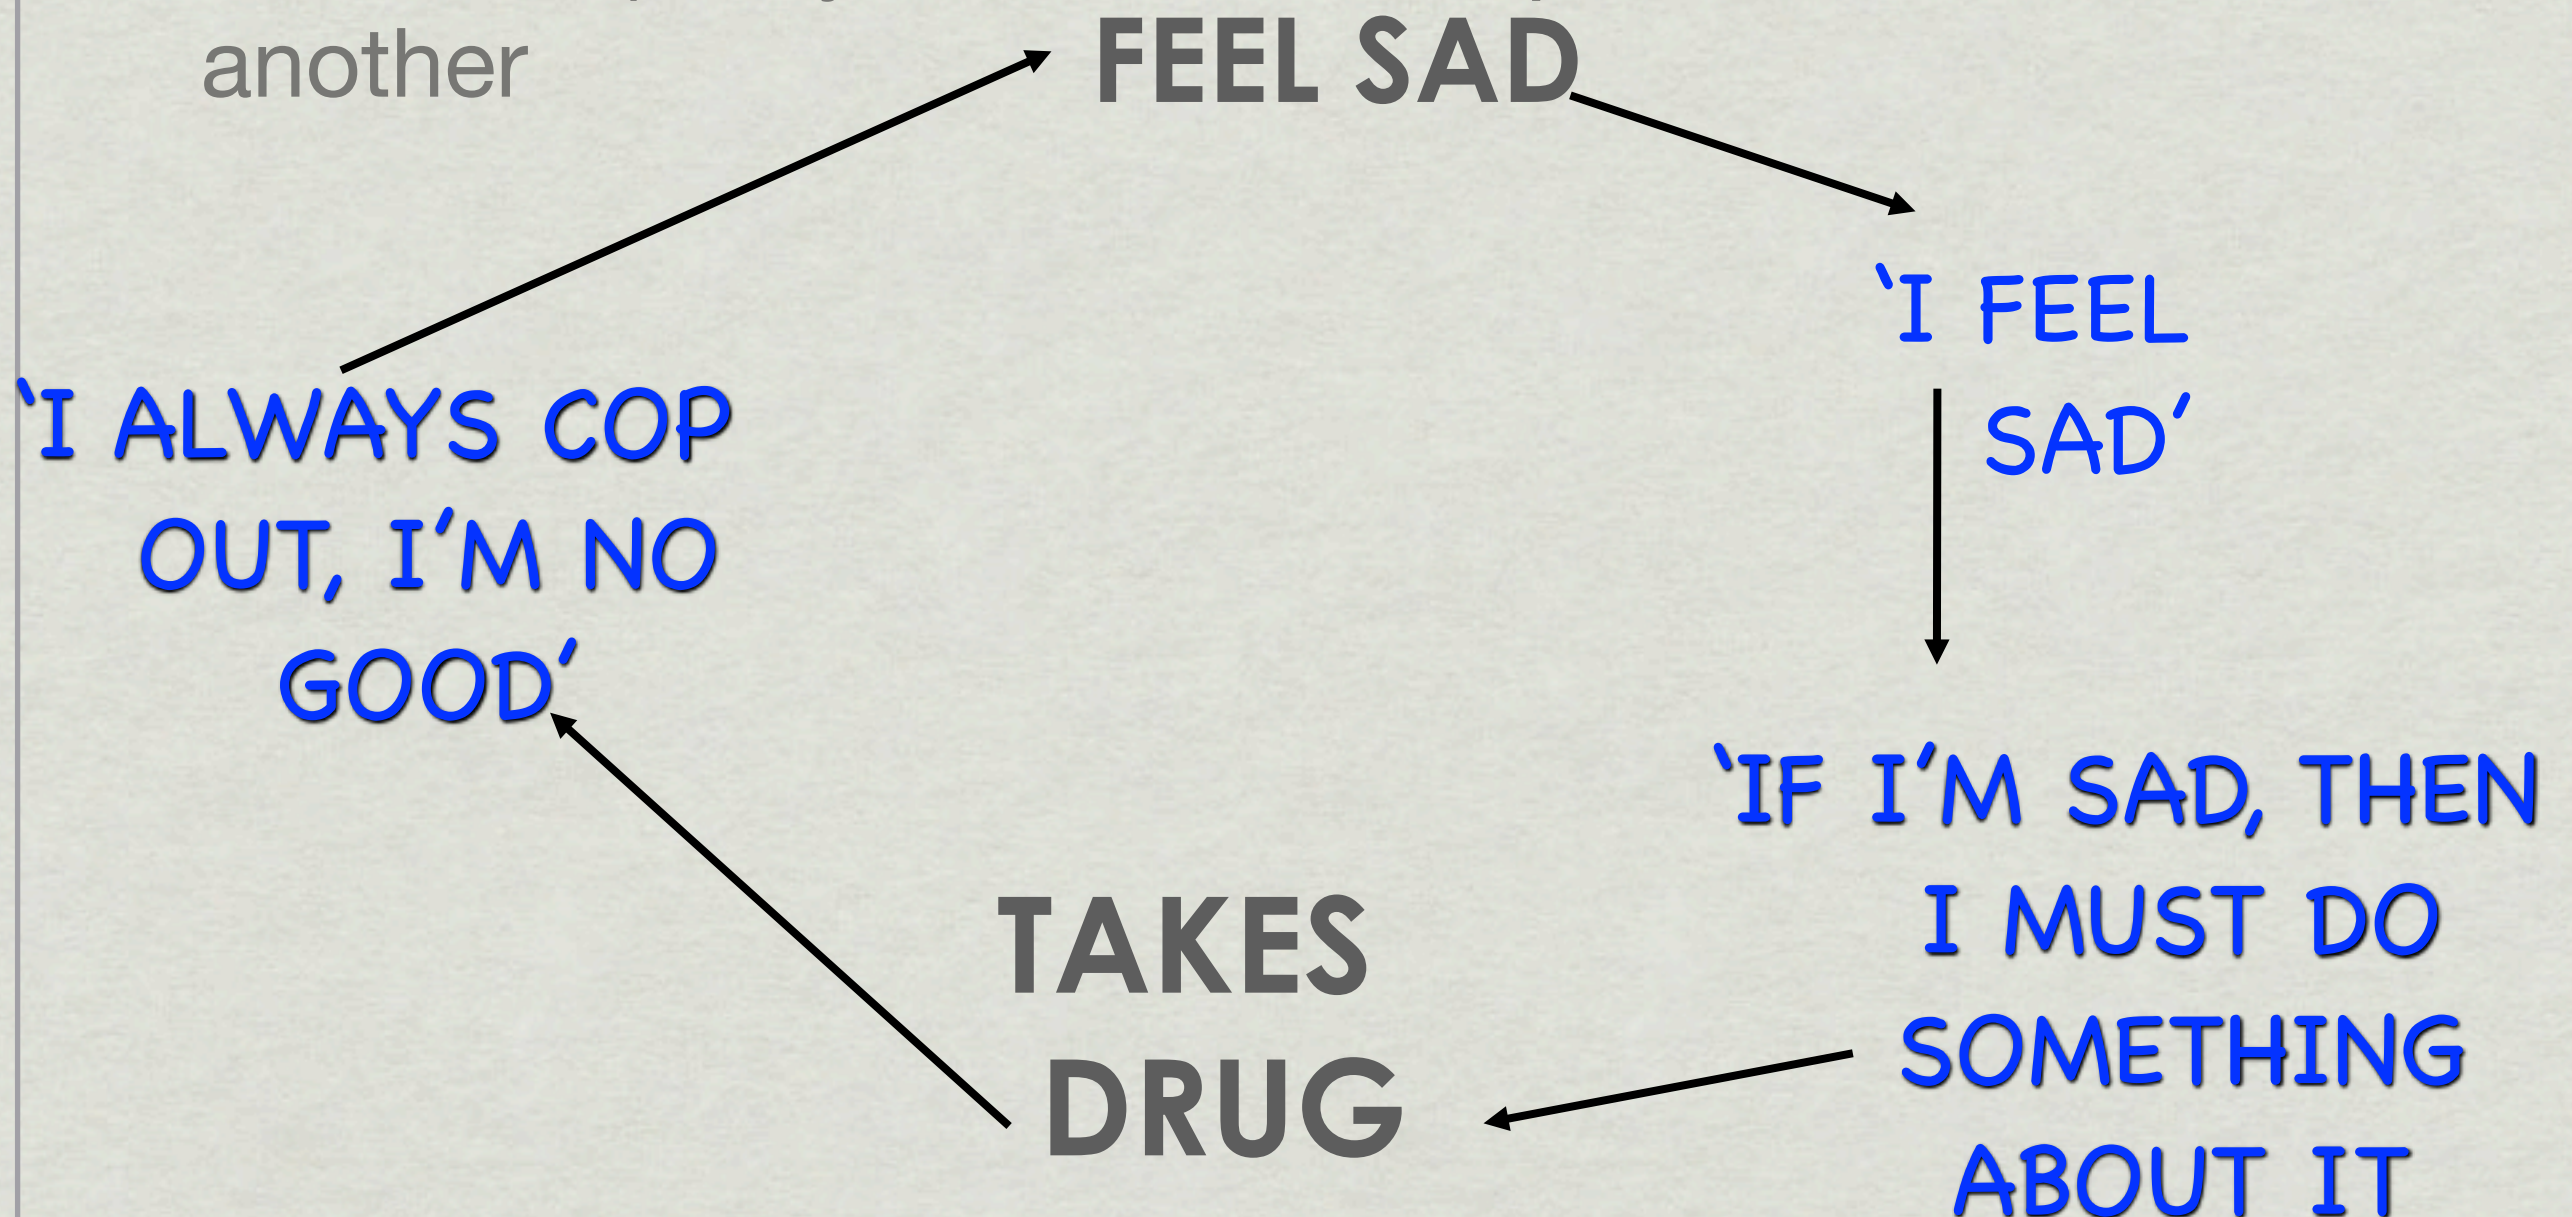 another
FEEL SAD
‘I FEEL
SAD’
‘IF I’M SAD, THEN
I MUST DO
SOMETHING
ABOUT IT
TAKES
DRUG
‘I ALWAYS COP
OUT, I’M NO
GOOD’